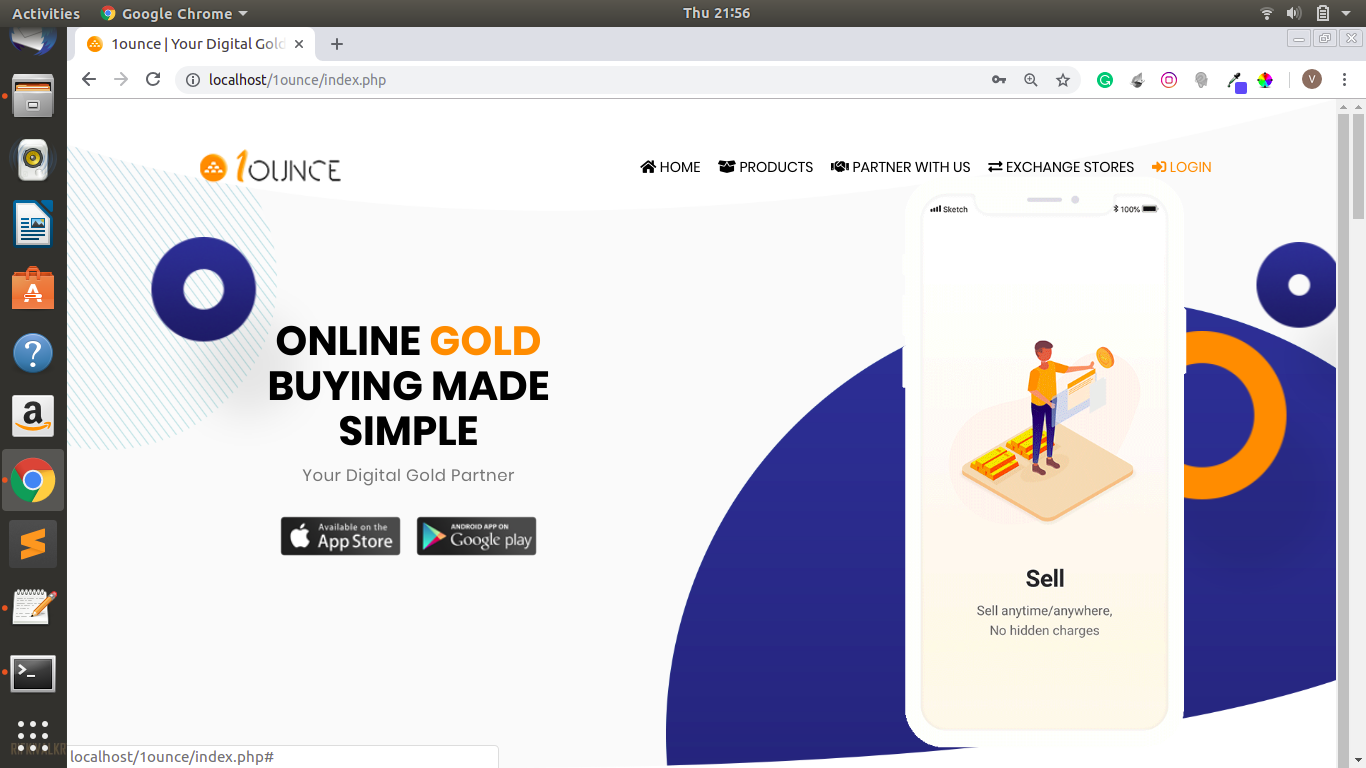 Activities
Google Chrome
Thu 21:56
1ounce | Your Digital Gold
localhost/1ounce/index.php
V
1OUNCE
HOME
PRODUCTS
PARTNER WITH US
EXCHANGE STORES
LOGIN
Sketch
100%
ONLINE GOLD
BUYING MADE
SIMPLE
Your Digital Gold Partner
Available on the
App Store
ANDROID APP ON
Google play
Sell
Sell anytime/anywhere,
No hidden charges
localhost/1ounce/index.php#